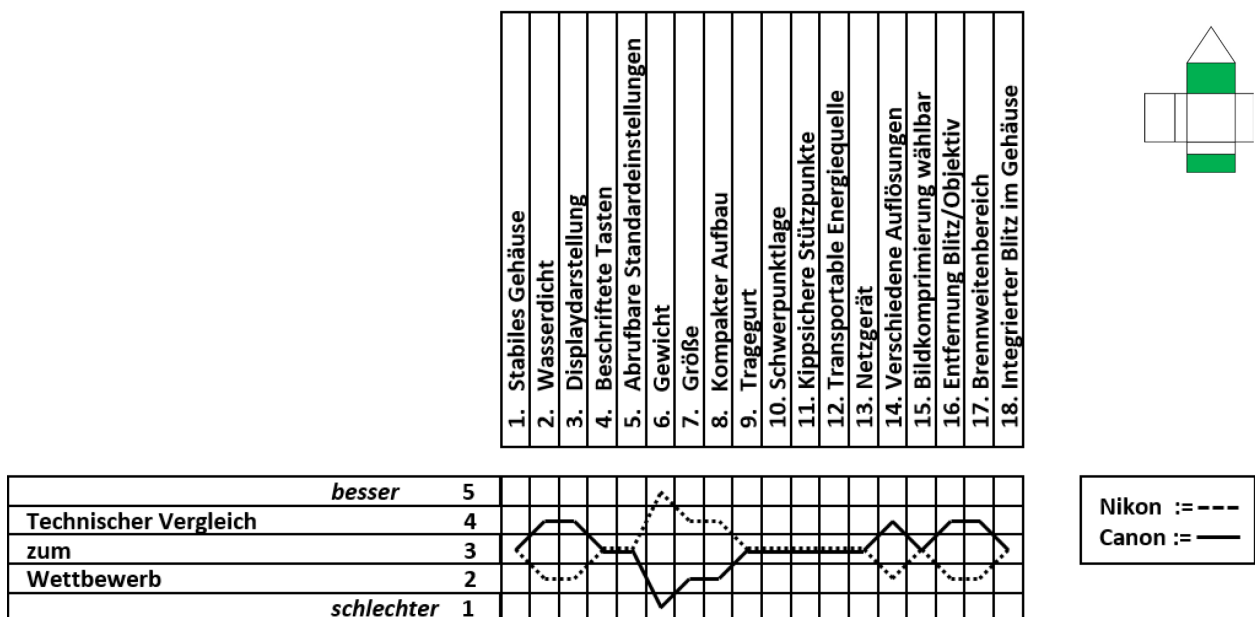 1. Stabiles Gehäuse
2. Wasserdicht
3. Displaydarstellung
4. Beschriftete Tasten
5. Abrufbare Standardeinstellungen
6. Gewicht
7. Größe
8. Kompakter Aufbau
9. Tragegurt
10. Schwerpunktlage
11. Kippsichere Stützpunkte
12. Transportable Energiequelle
13. Netzgerät
14. Verschiedene Auflösungen
15. Bildkomprimierung wählbar
16. Entfernung Blitz/Objektiv
17. Brennweitenbereich
18. Integrierter Blitz im Gehäuse
besser 5
Technischer Vergleich 4
zum 3
Wettbewerb 2
schlechter 1
Nikon :=
Canon :=